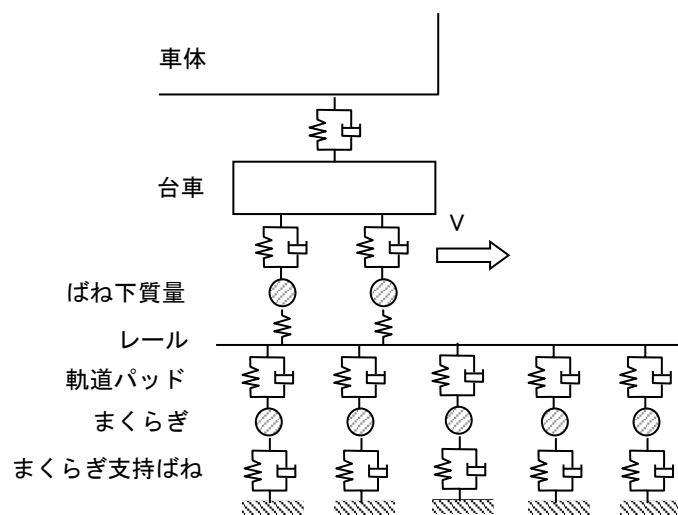 車体
台車
V
ばね下質量
レール
軌道パッド
まくらぎ
まくらぎ支持ばね